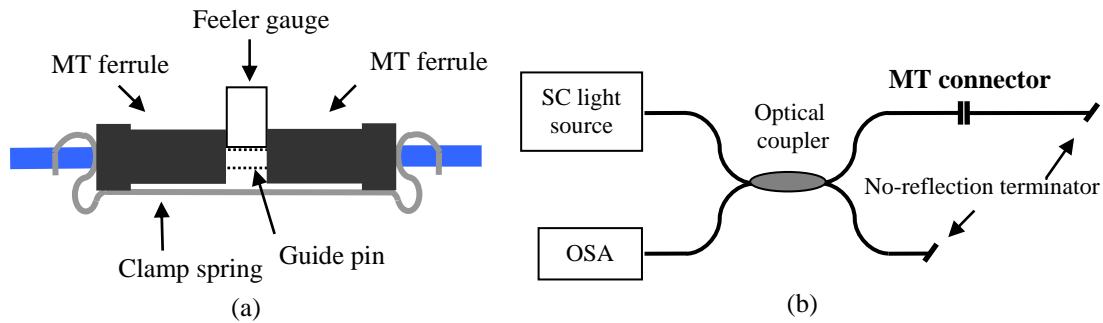 Feeler gauge
MT ferrule
MT ferrule
Guide pin
Clamp spring
(a)
SC light
source
OSA
Optical
coupler
MT connector
No-reflection terminator
(b)